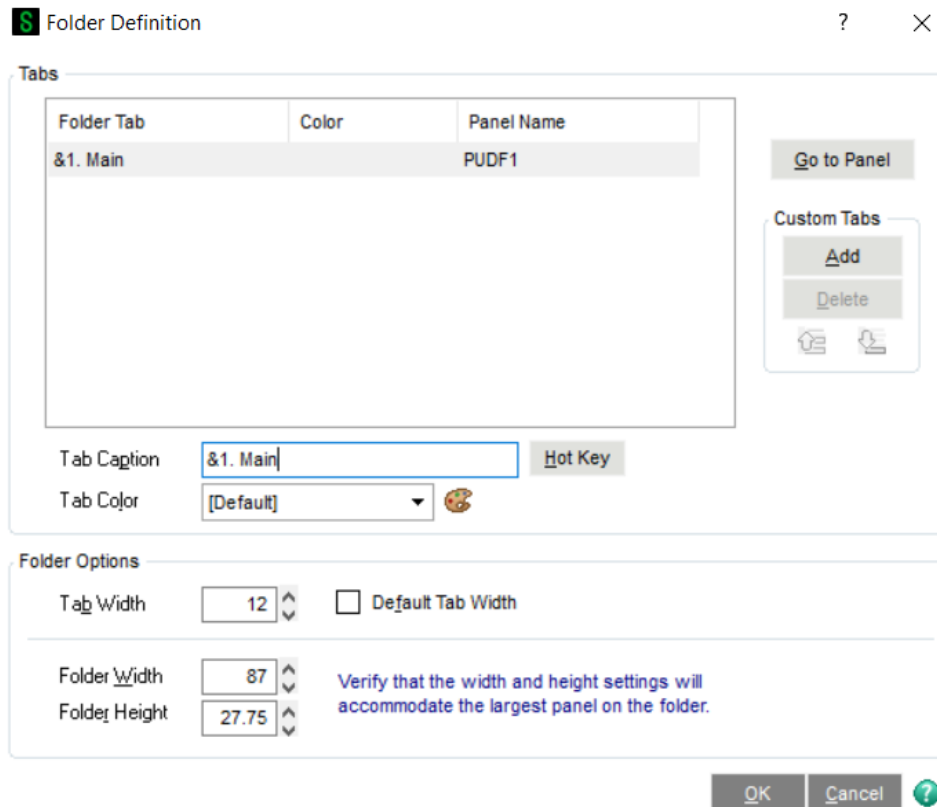 S Folder Definition ? ×
Tabs
Folder Tab Color Panel Name
&1. Main PUDF1
Go to Panel
Custom Tabs
Add
Delete
Tab Caption &1. Main Hot Key
Tab Color [Default]
Folder Options
Tab Width 12 Default Tab Width
Folder Width 87
Verify that the width and height settings will
accommodate the largest panel on the folder.
Folder Height 27.75
OK Cancel ?